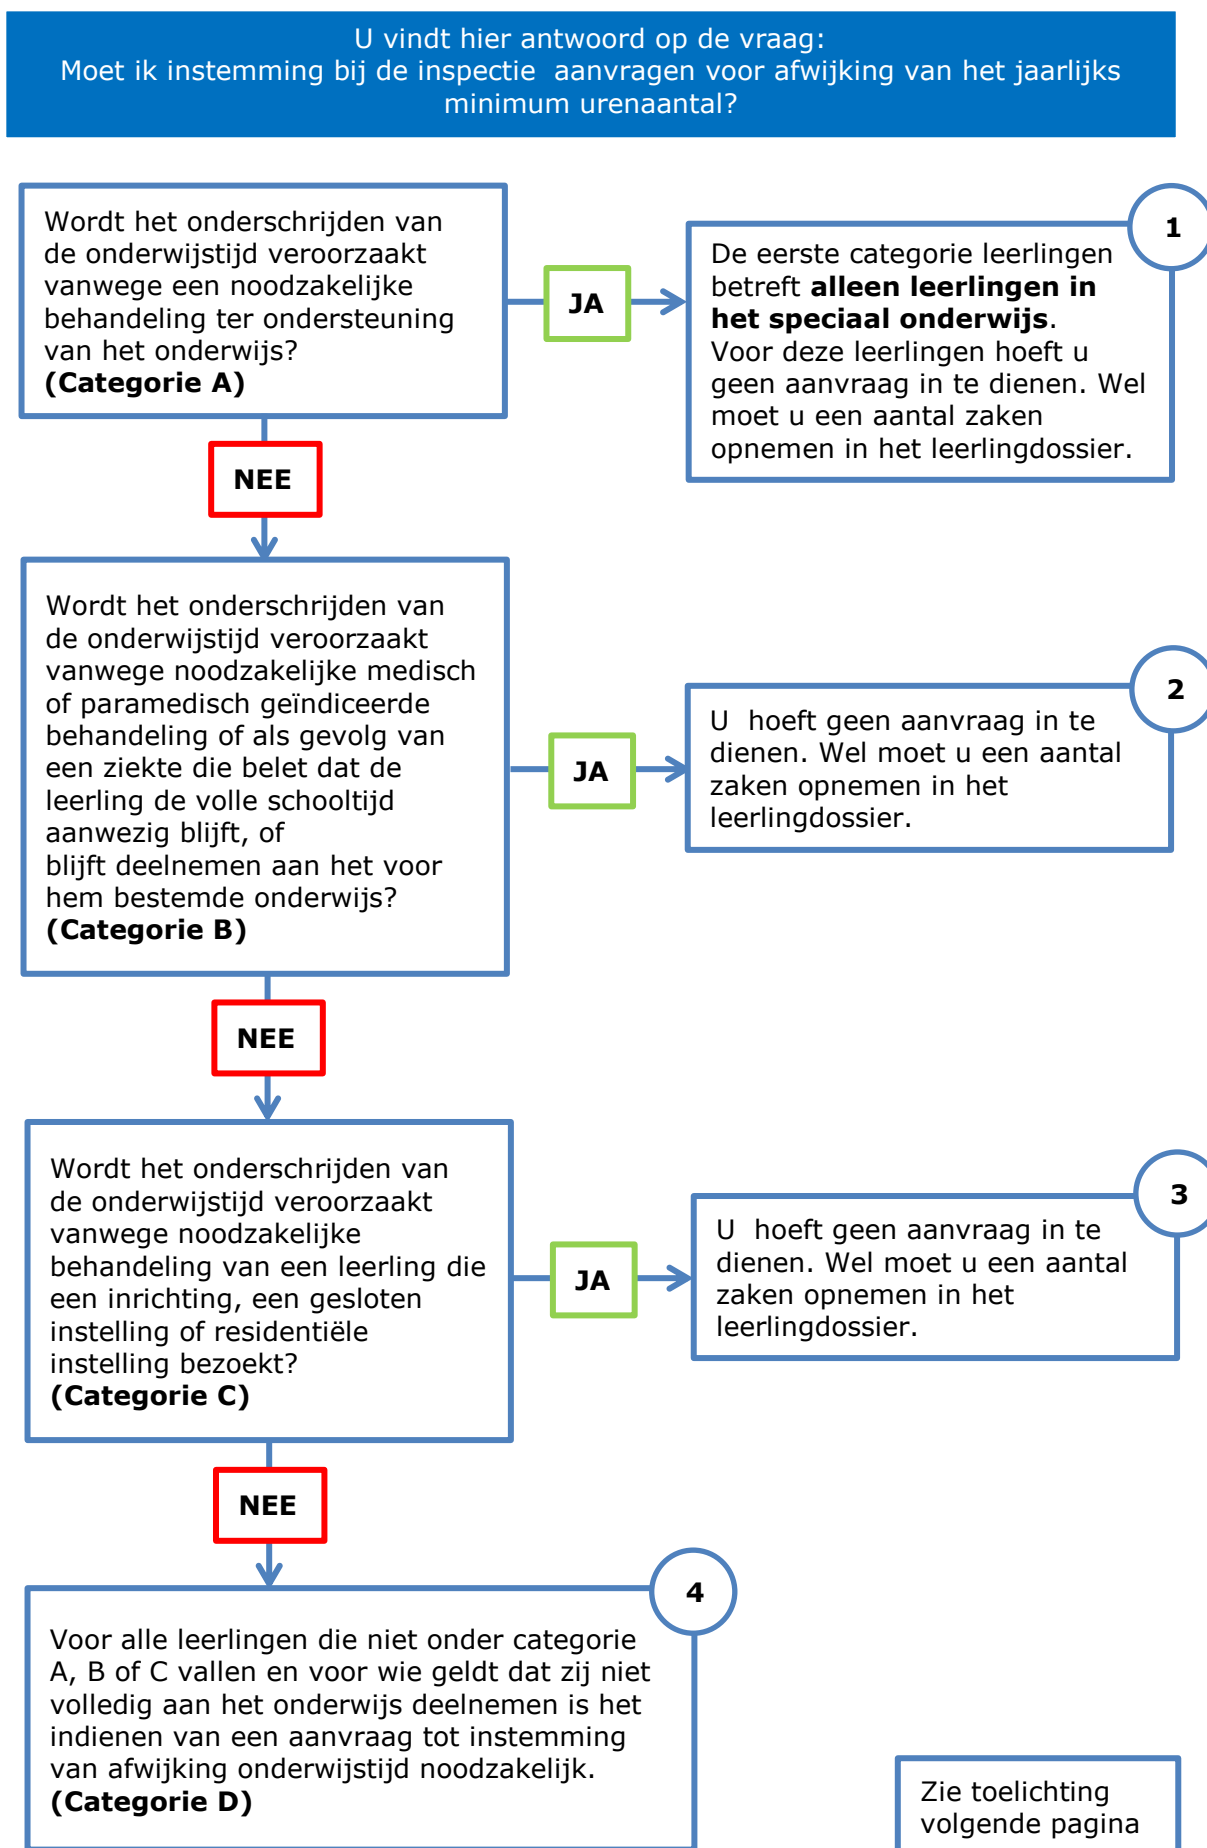 U vindt hier antwoord op de vraag:
Moet ik instemming bij de inspectie aanvragen voor afwijking van het jaarlijks
minimum urenaantal?
Wordt het onderschrijden van
de onderwijstijd veroorzaakt
vanwege een noodzakelijke
behandeling ter ondersteuning
van het onderwijs?
(Categorie A)
JA
1
De eerste categorie leerlingen
betreft alleen leerlingen in
het speciaal onderwijs.
Voor deze leerlingen hoeft u
geen aanvraag in te dienen. Wel
moet u een aantal zaken
opnemen in het leerlingdossier.
NEE
Wordt het onderschrijden van
de onderwijstijd veroorzaakt
vanwege noodzakelijke medisch
of paramedisch geïndiceerde
behandeling of als gevolg van
een ziekte die belet dat de
leerling de volle schooltijd
aanwezig blijft, of
blijft deelnemen aan het voor
hem bestemde onderwijs?
(Categorie B)
JA
2
U hoeft geen aanvraag in te
dienen. Wel moet u een aantal
zaken opnemen in het
leerlingdossier.
NEE
Wordt het onderschrijden van
de onderwijstijd veroorzaakt
vanwege noodzakelijke
behandeling van een leerling die
een inrichting, een gesloten
instelling of residentiële
instelling bezoekt?
(Categorie C)
JA
3
U hoeft geen aanvraag in te
dienen. Wel moet u een aantal
zaken opnemen in het
leerlingdossier.
NEE
4
Voor alle leerlingen die niet onder categorie
A, B of C vallen en voor wie geldt dat zij niet
volledig aan het onderwijs deelnemen is het
indienen van een aanvraag tot instemming
van afwijking onderwijstijd noodzakelijk.
(Categorie D)
Zie toelichting
volgende pagina